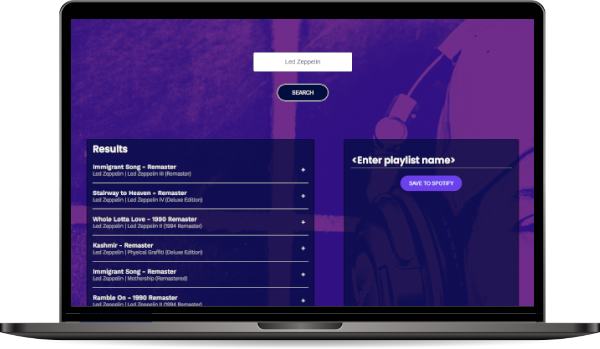 Led Zeppelin
SEARCH
Results
Immigrant Song - Remaster
Led Zeppelin | Led Zeppelin III (Remaster)
+
Stairway to Heaven - Remaster
Led Zeppelin | Led Zeppelin IV (Deluxe Edition)
+
Whole Lotta Love - 1990 Remaster
Led Zeppelin | Led Zeppelin II (1994 Remaster)
+
Kashmir - Remaster
Led Zeppelin | Physical Graffiti (Deluxe Edition)
+
Immigrant Song - Remaster
Led Zeppelin | Mothership (Remastered)
+
Ramble On - 1990 Remaster
Led Zeppelin | Led Zeppelin II (1994 Remaster)
+
<Enter playlist name>
SAVE TO SPOTIFY